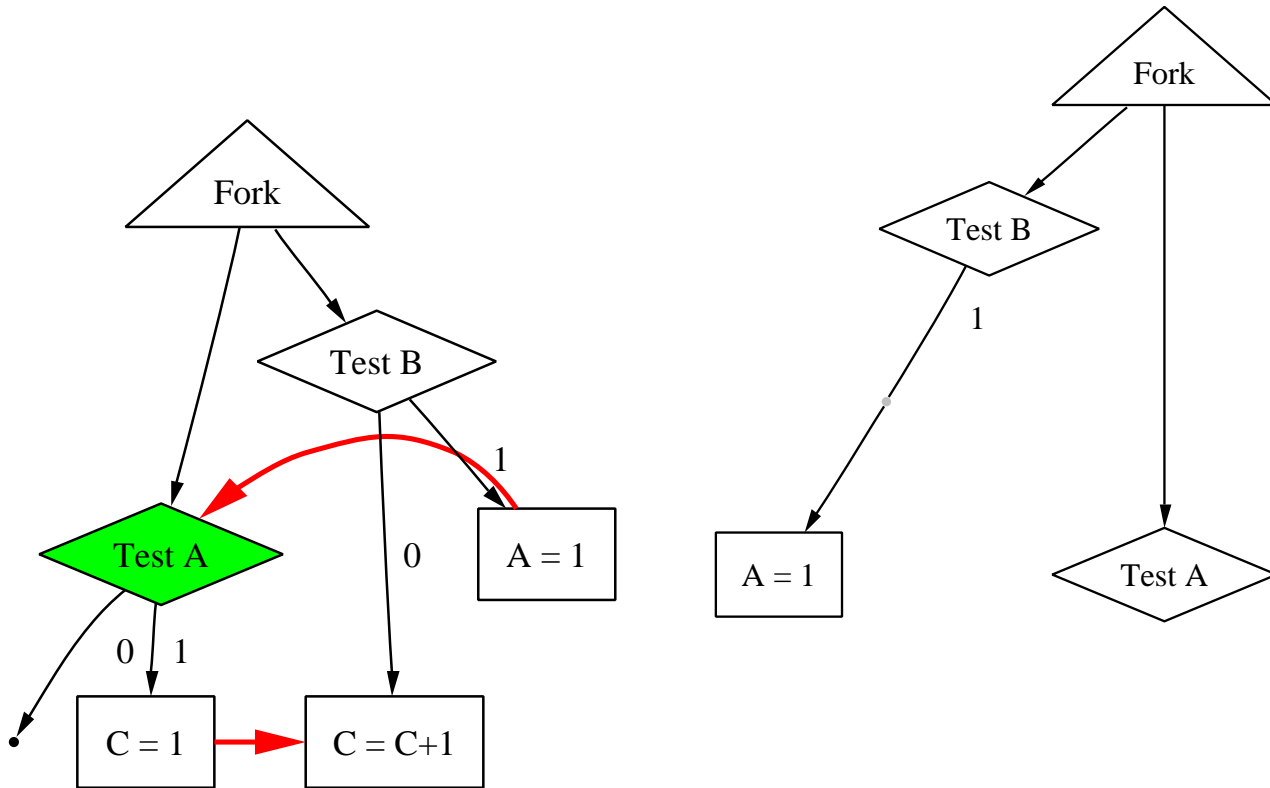 Fork
Test B
1
Test A
0
A = 1
0
1
C = 1
C = C+1
Fork
Test B
1
A = 1
Test A